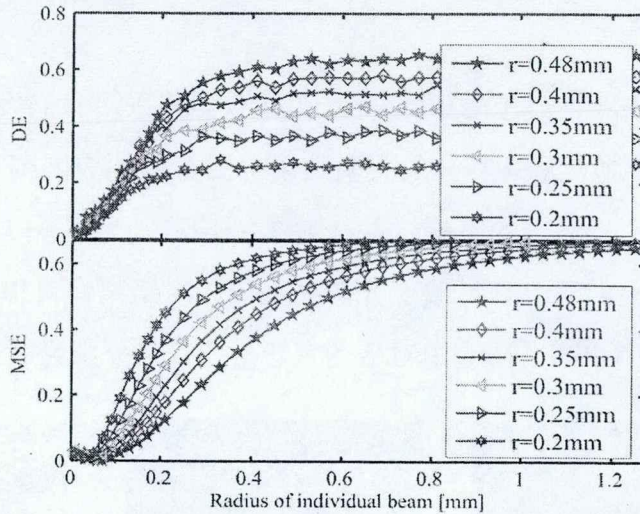 0.8
0.6
0.4
0.2
0
DE
r=0.48mm
r=0.4mm
r=0.35mm
r=0.3mm
r=0.25mm
r=0.2mm
0.6
0.4
0.2
0
MSE
r=0.48mm
r=0.4mm
r=0.35mm
r=0.3mm
r=0.25mm
r=0.2mm
0 0.2 0.4 0.6 0.8 1 1.2
Radius of individual beam [mm]